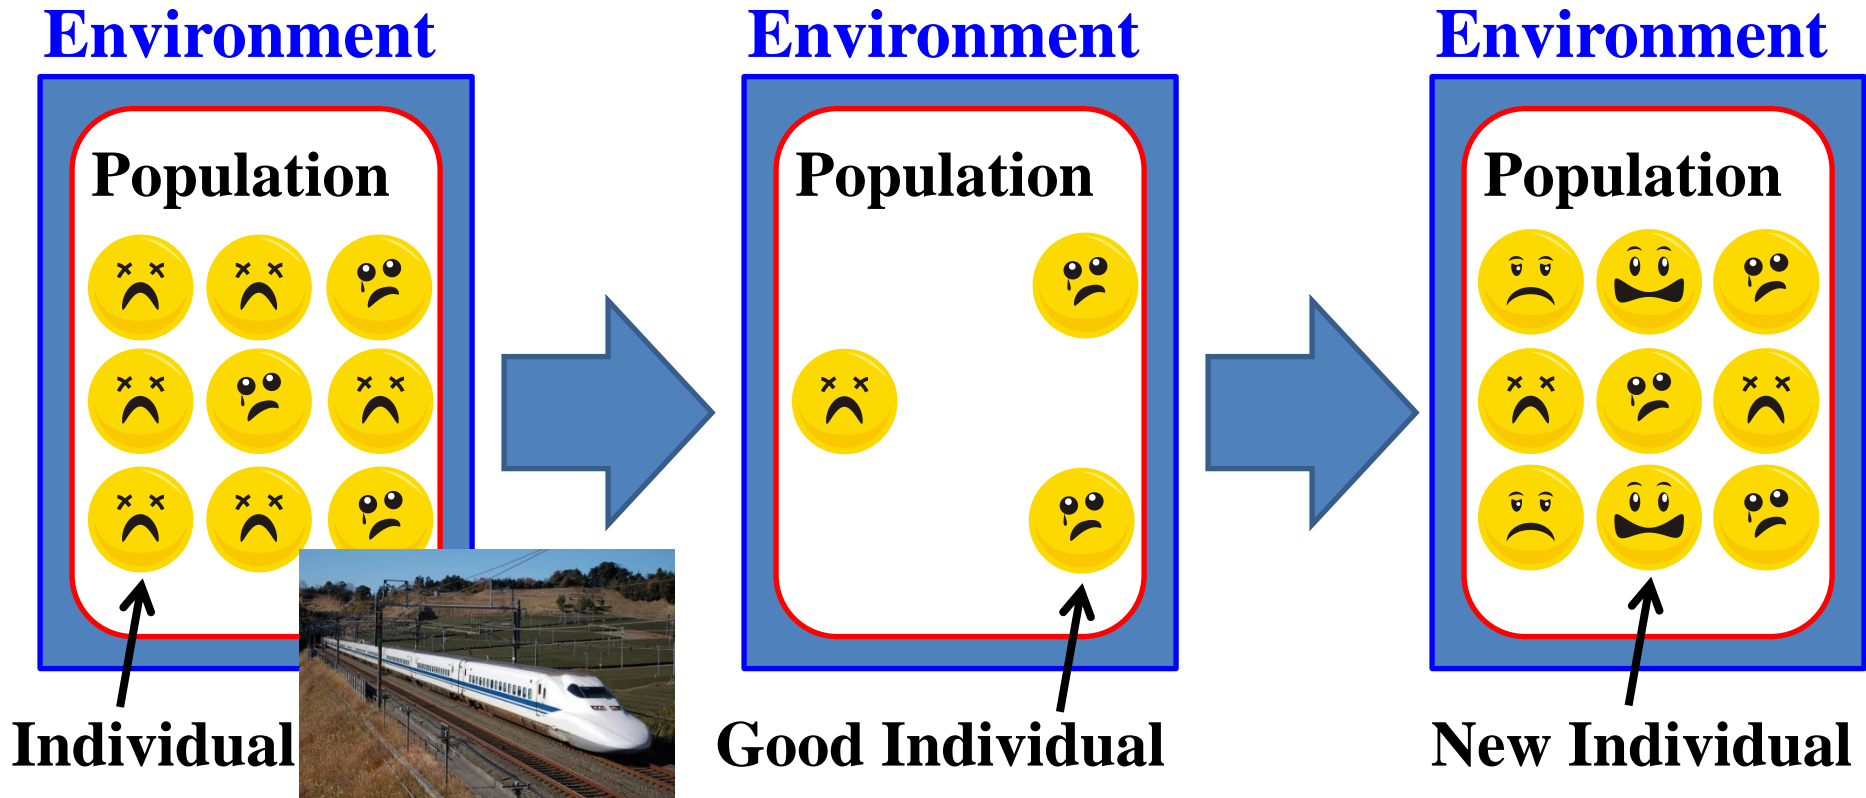 Environment
Environment
Environment
Population
Population
Population
Individual
Good Individual
New Individual